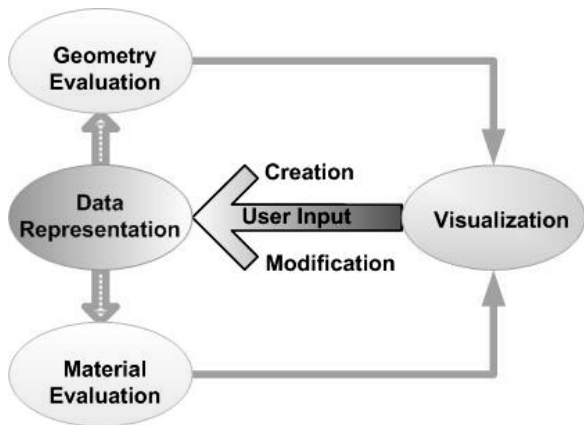 Geometry
Evaluation
Creation
Data
Representation
User Input
Visualization
Modification
Material
Evaluation